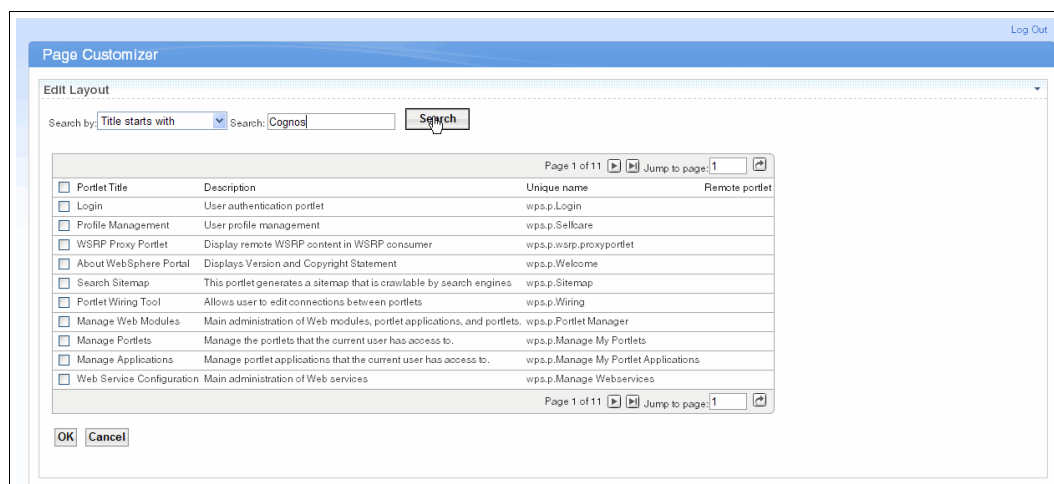 Log Out
Page Customizer
Edit Layout
Search by: Title starts with Search: Cognos Search
Page 1 of 11 Jump to page: 1
Portlet Title Description Unique name Remote portlet
Login User authentication portlet wps.p.Login
Profile Management User profile management wps.p.Selfcare
WSRP Proxy Portlet Display remote WSRP content in WSRP consumer wps.p.wsrp.proxyportlet
About WebSphere Portal Displays Version and Copyright Statement wps.p.Welcome
Search Sitemap This portlet generates a sitemap that is crawlable by search engines wps.p.Sitemap
Portlet Wiring Tool Allows user to edit connections between portlets wps.p.Wiring
Manage Web Modules Main administration of Web modules, portlet applications, and portlets. wps.p.Portlet Manager
Manage Portlets Manage the portlets that the current user has access to. wps.p.Manage My Portlets
Manage Applications Manage portlet applications that the current user has access to. wps.p.Manage My Portlet Applications
Web Service Configuration Main administration of Web services wps.p.Manage Webservices
Page 1 of 11 Jump to page: 1
OK Cancel